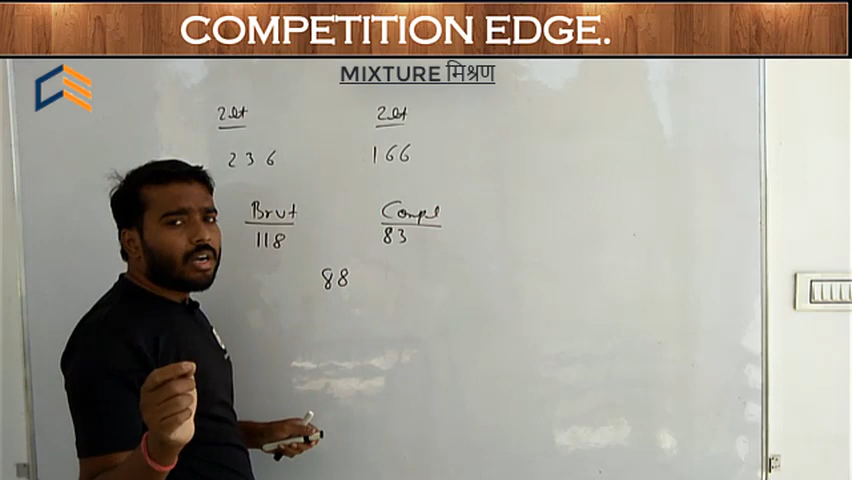 COMPETITION EDGE.
MIXTURE मिश्रण
2lt 2lt
236 166
Brut Compl
118 83
88